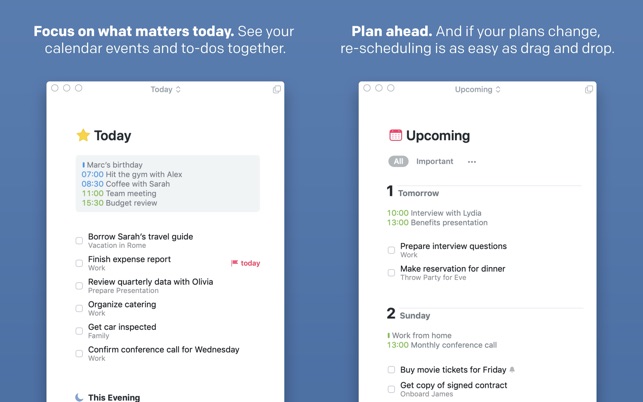 Focus on what matters today. See your
calendar events and to-dos together.
Today
Today
Marc's birthday
07:00 Hit the gym with Alex
08:30 Coffee with Sarah
11:00 Team meeting
15:30 Budget review
Borrow Sarah's travel guide
Vacation in Rome
Finish expense report
Work
today
Review quarterly data with Olivia
Prepare Presentation
Organize catering
Work
Get car inspected
Family
Confirm conference call for Wednesday
Work
This Evening
Plan ahead. And if your plans change,
re-scheduling is as easy as drag and drop.
Upcoming
Upcoming
All Important •••
1 Tomorrow
10:00 Interview with Lydia
13:00 Benefits presentation
Prepare interview questions
Work
Make reservation for dinner
Throw Party for Eve
2 Sunday
Work from home
13:00 Monthly conference call
Buy movie tickets for Friday
Get copy of signed contract
Onboard James